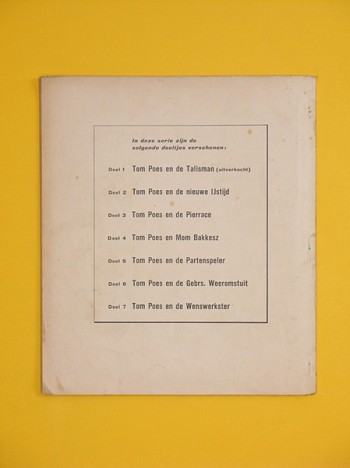 In deze serie zijn de
volgende deeltjes verschenen:
Deel 1 Tom Poes en de Talisman (uitverkocht)
Deel 2 Tom Poes en de nieuwe IJstijd
Deel 3 Tom Poes en de Pierrace
Deel 4 Tom Poes en Mom Bakkesz
Deel 5 Tom Poes en de Partenspeler
Deel 6 Tom Poes en de Gebrs. Weeromstuit
Deel 7 Tom Poes en de Wenswerkster